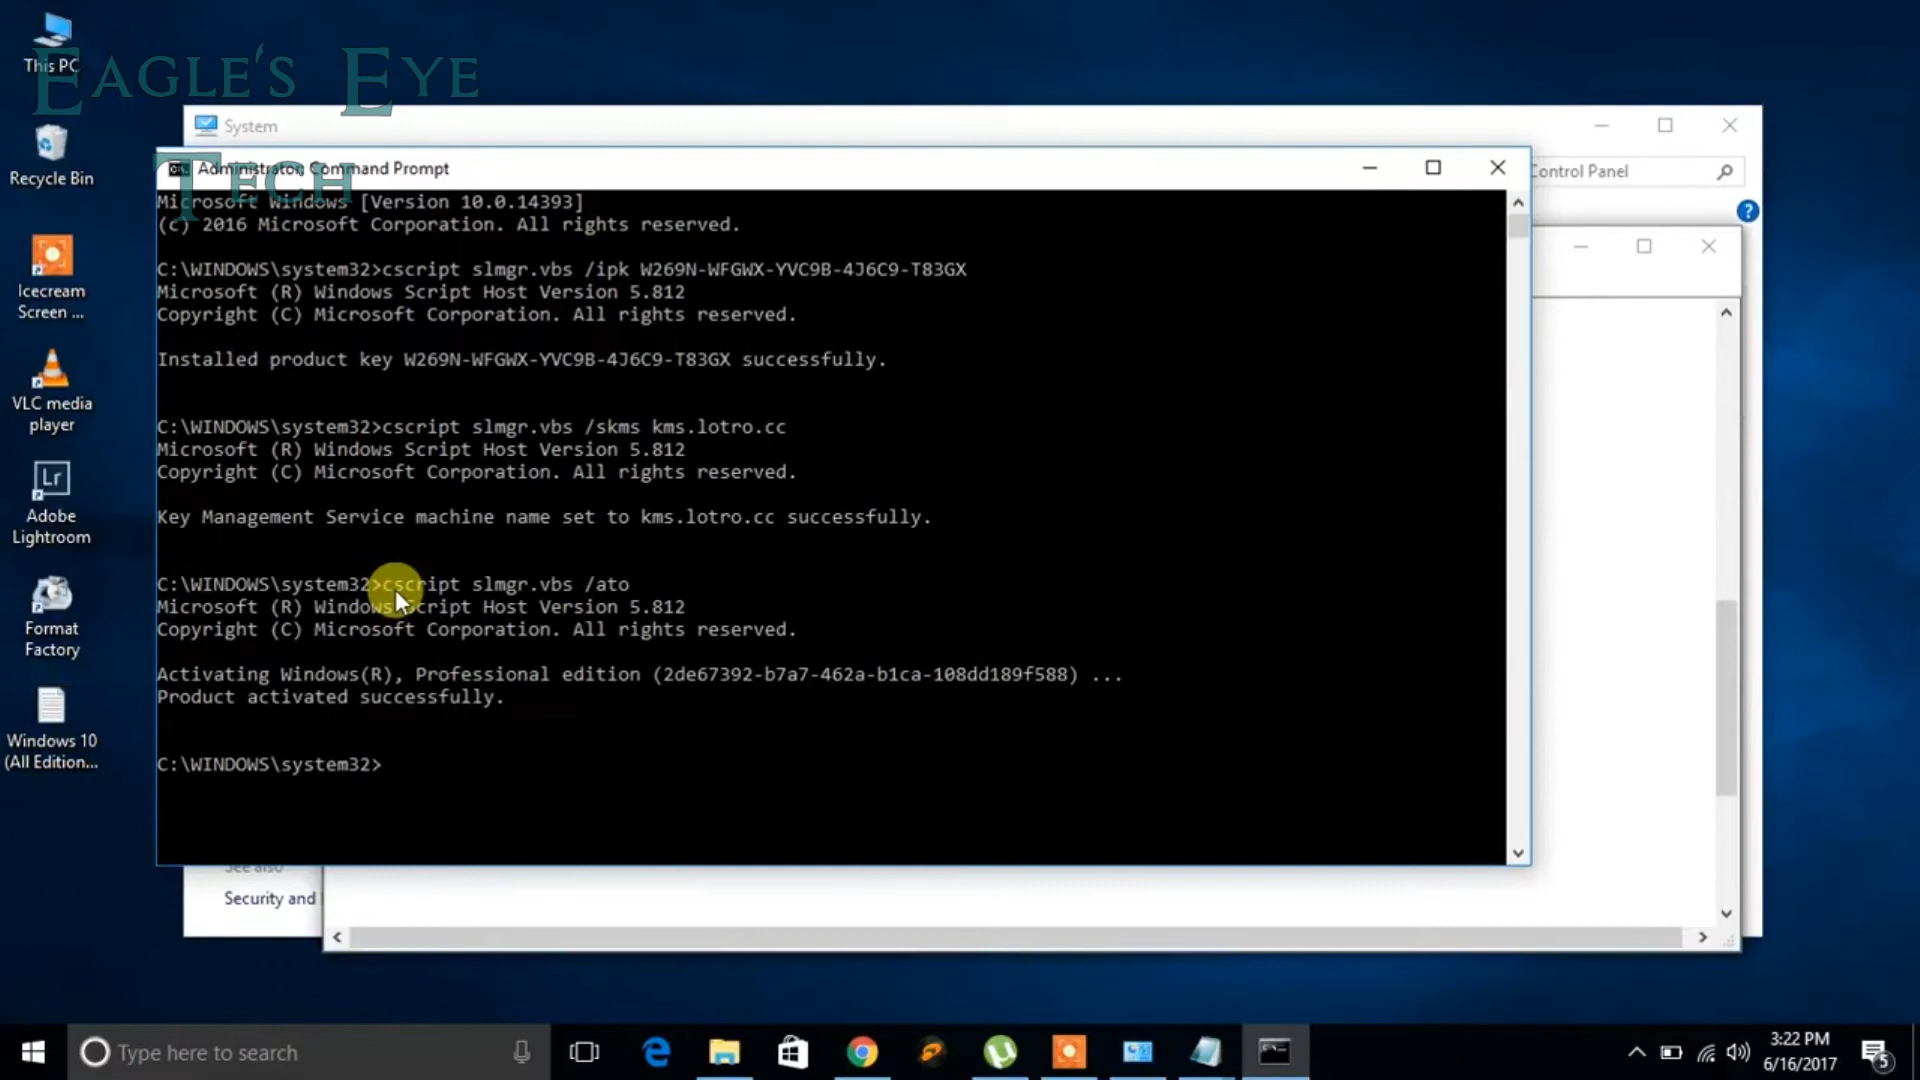 This PC
EAGLE'S EYE
TECH
Recycle Bin
Icecream
Screen ...
VLC media
player
Lr
Adobe
Lightroom
Format
Factory
Windows 10
(All Edition...
System
Control Panel
Administrator: Command Prompt
Microsoft Windows [Version 10.0.14393]
(c) 2016 Microsoft Corporation. All rights reserved.
C:\WINDOWS\system32>cscript slmgr.vbs /ipk W269N-WFGWX-YVC9B-4J6C9-T83GX
Microsoft (R) Windows Script Host Version 5.812
Copyright (C) Microsoft Corporation. All rights reserved.
Installed product key W269N-WFGWX-YVC9B-4J6C9-T83GX successfully.
C:\WINDOWS\system32>cscript slmgr.vbs /skms kms.lotro.cc
Microsoft (R) Windows Script Host Version 5.812
Copyright (C) Microsoft Corporation. All rights reserved.
Key Management Service machine name set to kms.lotro.cc successfully.
C:\WINDOWS\system32>cscript slmgr.vbs /ato
Microsoft (R) Windows Script Host Version 5.812
Copyright (C) Microsoft Corporation. All rights reserved.
Activating Windows(R), Professional edition (2de67392-b7a7-462a-b1ca-108dd189f588) ...
Product activated successfully.
C:\WINDOWS\system32>
See also
Security and
Type here to search
3:22 PM
6/16/2017
5